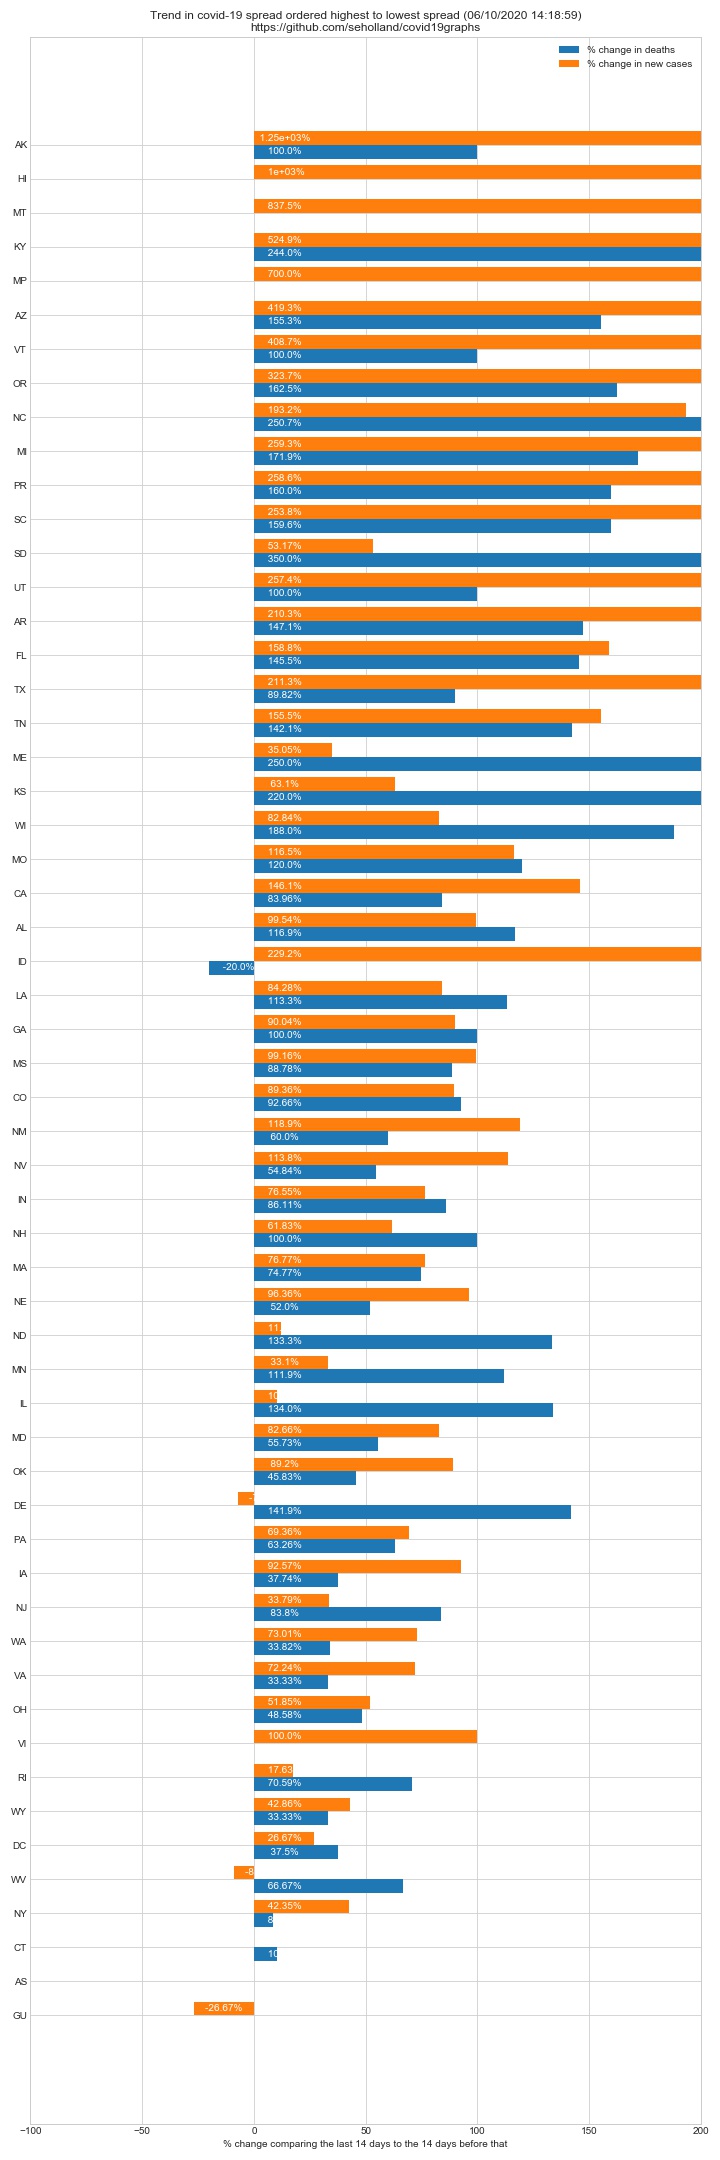 Trend in covid-19 spread ordered highest to lowest spread (06/10/2020 14:18:59)
https://github.com/seholland/covid19graphs
% change in deaths
% change in new cases
AK
1.25e+03%
100.0%
HI
1e+03%
MT
837.5%
KY
524.9%
244.0%
MP
700.0%
AZ
419.3%
155.3%
VT
408.7%
100.0%
OR
323.7%
162.5%
NC
193.2%
250.7%
MI
259.3%
171.9%
PR
258.6%
160.0%
SC
253.8%
159.6%
SD
53.17%
350.0%
UT
257.4%
100.0%
AR
210.3%
147.1%
FL
158.8%
145.5%
TX
211.3%
89.82%
TN
155.5%
142.1%
ME
35.05%
250.0%
KS
63.1%
220.0%
WI
82.84%
188.0%
MO
116.5%
120.0%
CA
146.1%
83.96%
AL
99.54%
116.9%
ID
229.2%
-20.0%
LA
84.28%
113.3%
GA
90.04%
100.0%
MS
99.16%
88.78%
CO
89.36%
92.66%
NM
118.9%
60.0%
NV
113.8%
54.84%
IN
76.55%
86.11%
NH
61.83%
100.0%
MA
76.77%
74.77%
NE
96.36%
52.0%
ND
11
133.3%
MN
33.1%
111.9%
IL
134.0%
MD
82.66%
55.73%
OK
89.2%
45.83%
DE
141.9%
PA
69.36%
63.26%
IA
92.57%
37.74%
NJ
33.79%
83.8%
WA
73.01%
33.82%
VA
72.24%
33.33%
OH
51.85%
48.58%
VI
100.0%
RI
17.63
70.59%
WY
42.86%
33.33%
DC
26.67%
37.5%
WV
-8
66.67%
NY
42.35%
8
CT
AS
GU
-26.67%
−100 −50 0 50 100 150 200
% change comparing the last 14 days to the 14 days before that